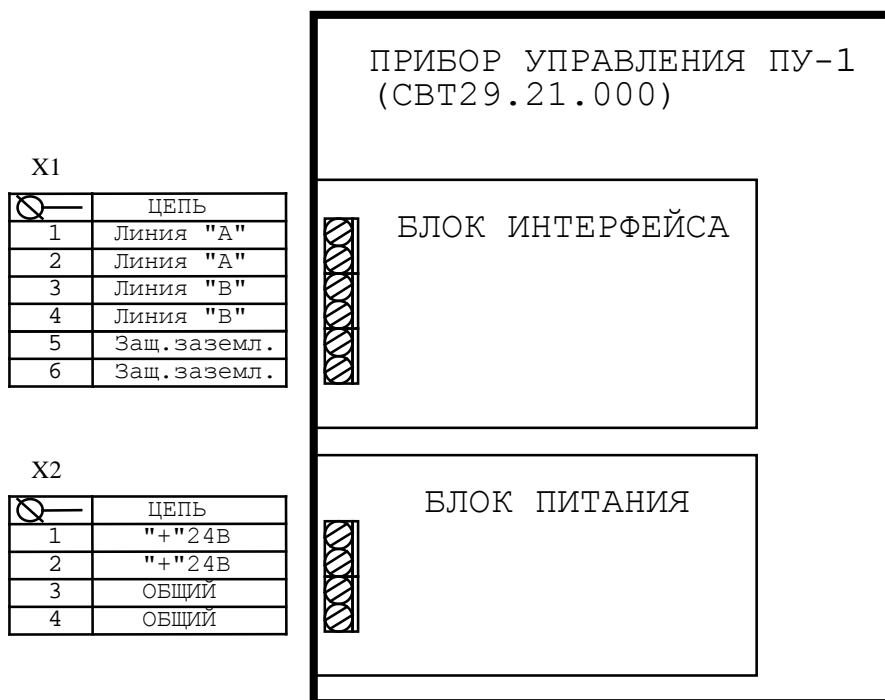 ПРИБОР УПРАВЛЕНИЯ ПУ-1
(СВТ29.21.000)
X1
ЦЕПЬ
1 Линия "А"
2 Линия "А"
3 Линия "В"
4 Линия "В"
5 Защ.заземл.
6 Защ.заземл.
БЛОК ИНТЕРФЕЙСА
X2
ЦЕПЬ
1 "+"24В
2 "+"24В
3 ОБЩИЙ
4 ОБЩИЙ
БЛОК ПИТАНИЯ